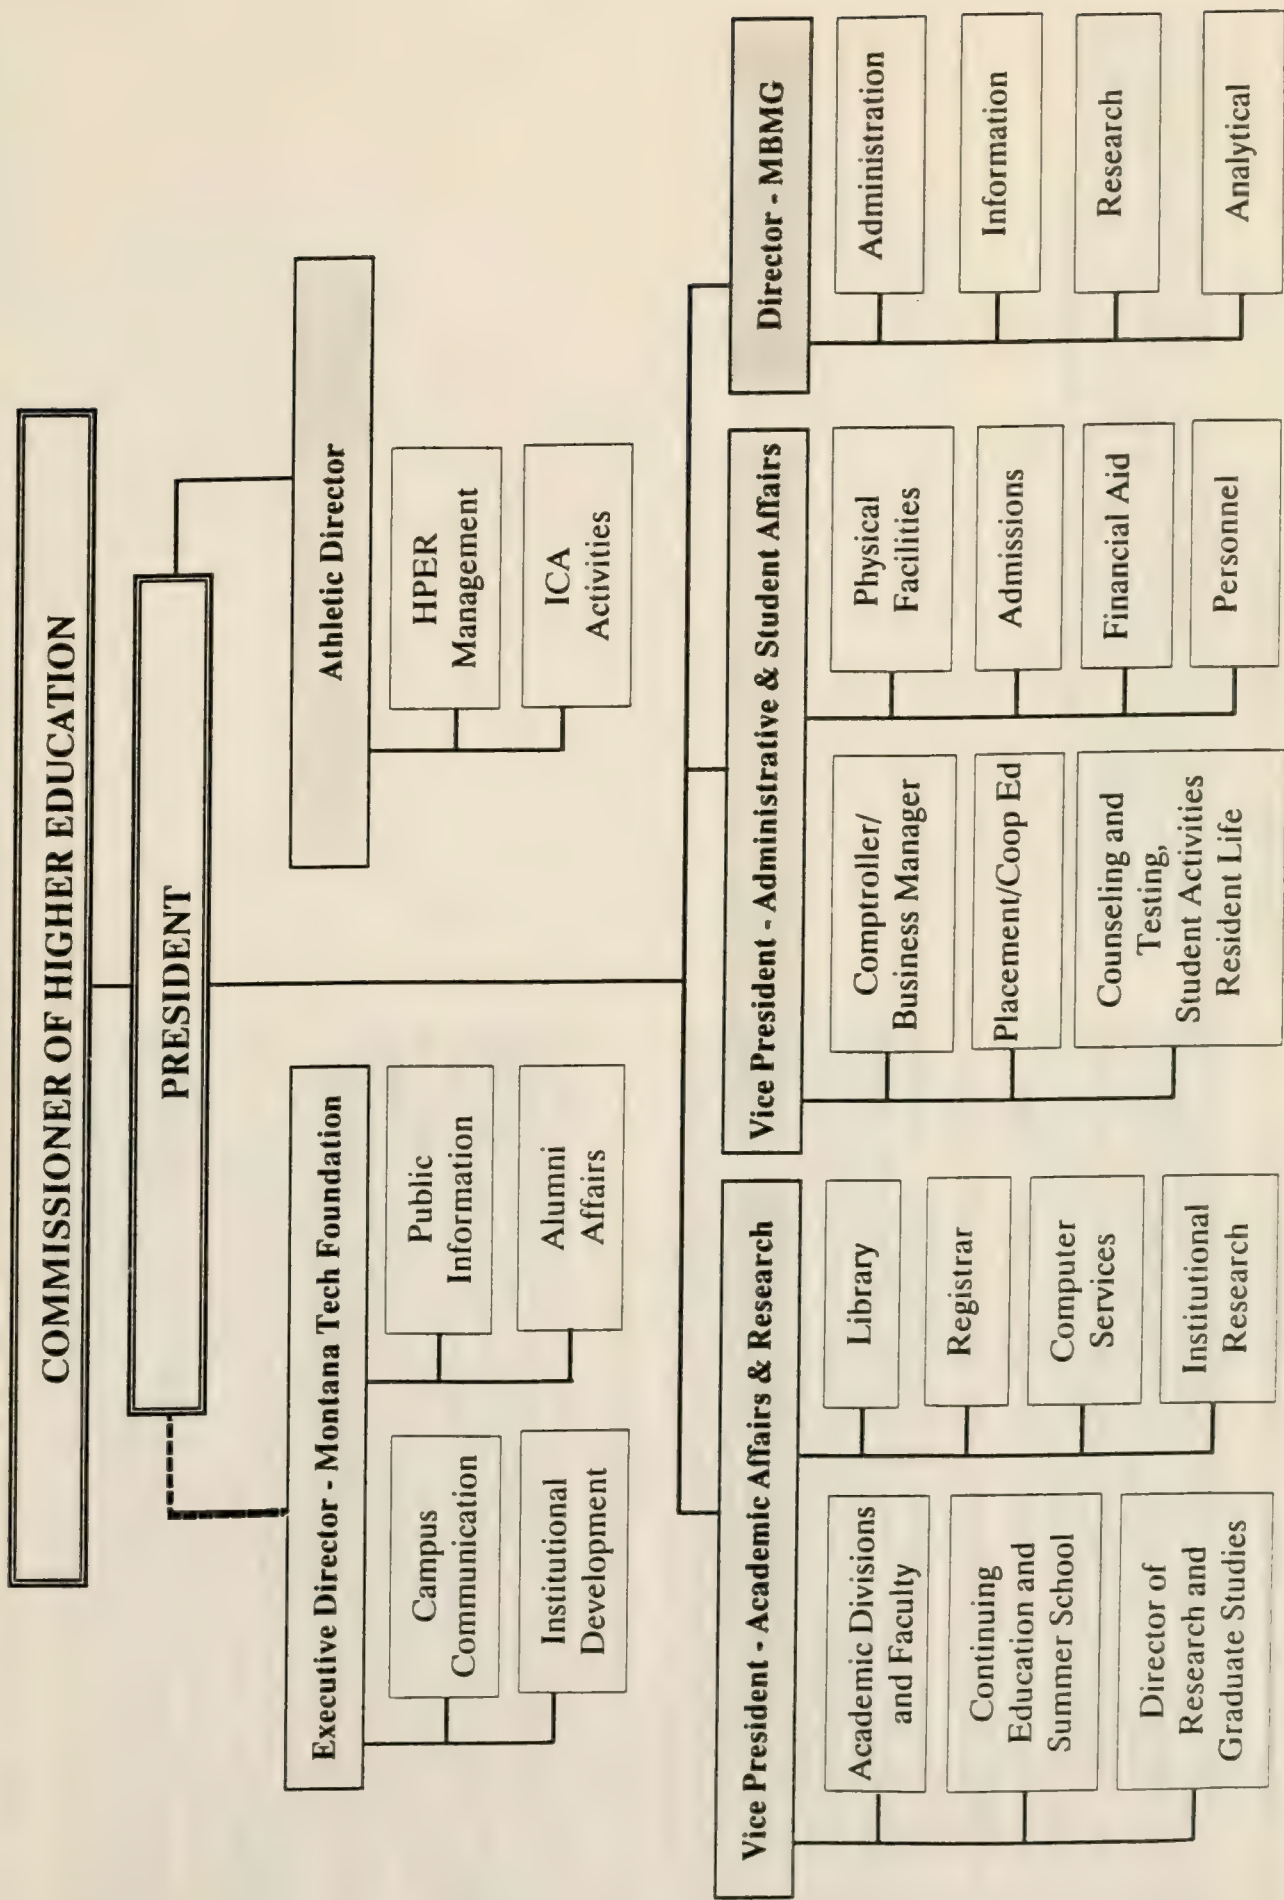 COMMISSIONER OF HIGHER EDUCATION
PRESIDENT
Executive Director - Montana Tech Foundation
Campus
Communication
Institutional
Development
Public
Information
Alumni
Affairs
Athletic Director
HPER
Management
ICA
Activities
Vice President - Academic Affairs & Research
Academic Divisions
and Faculty
Continuing
Education and
Summer School
Director of
Research and
Graduate Studies
Library
Registrar
Computer
Services
Institutional
Research
Vice President - Administrative & Student Affairs
Comptroller/
Business Manager
Placement/Coop Ed
Counseling and
Testing,
Student Activities
Resident Life
Physical
Facilities
Admissions
Financial Aid
Personnel
Director - MBMG
Administration
Information
Research
Analytical